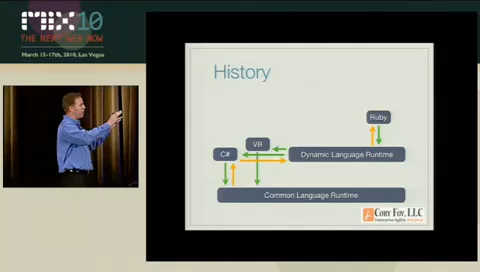 MIX10
THE NEXT WEB NOW
March 15-17th, 2010, Las Vegas
History
Ruby
VB
C#
Dynamic Language Runtime
Common Language Runtime
CORY FOY, LLC